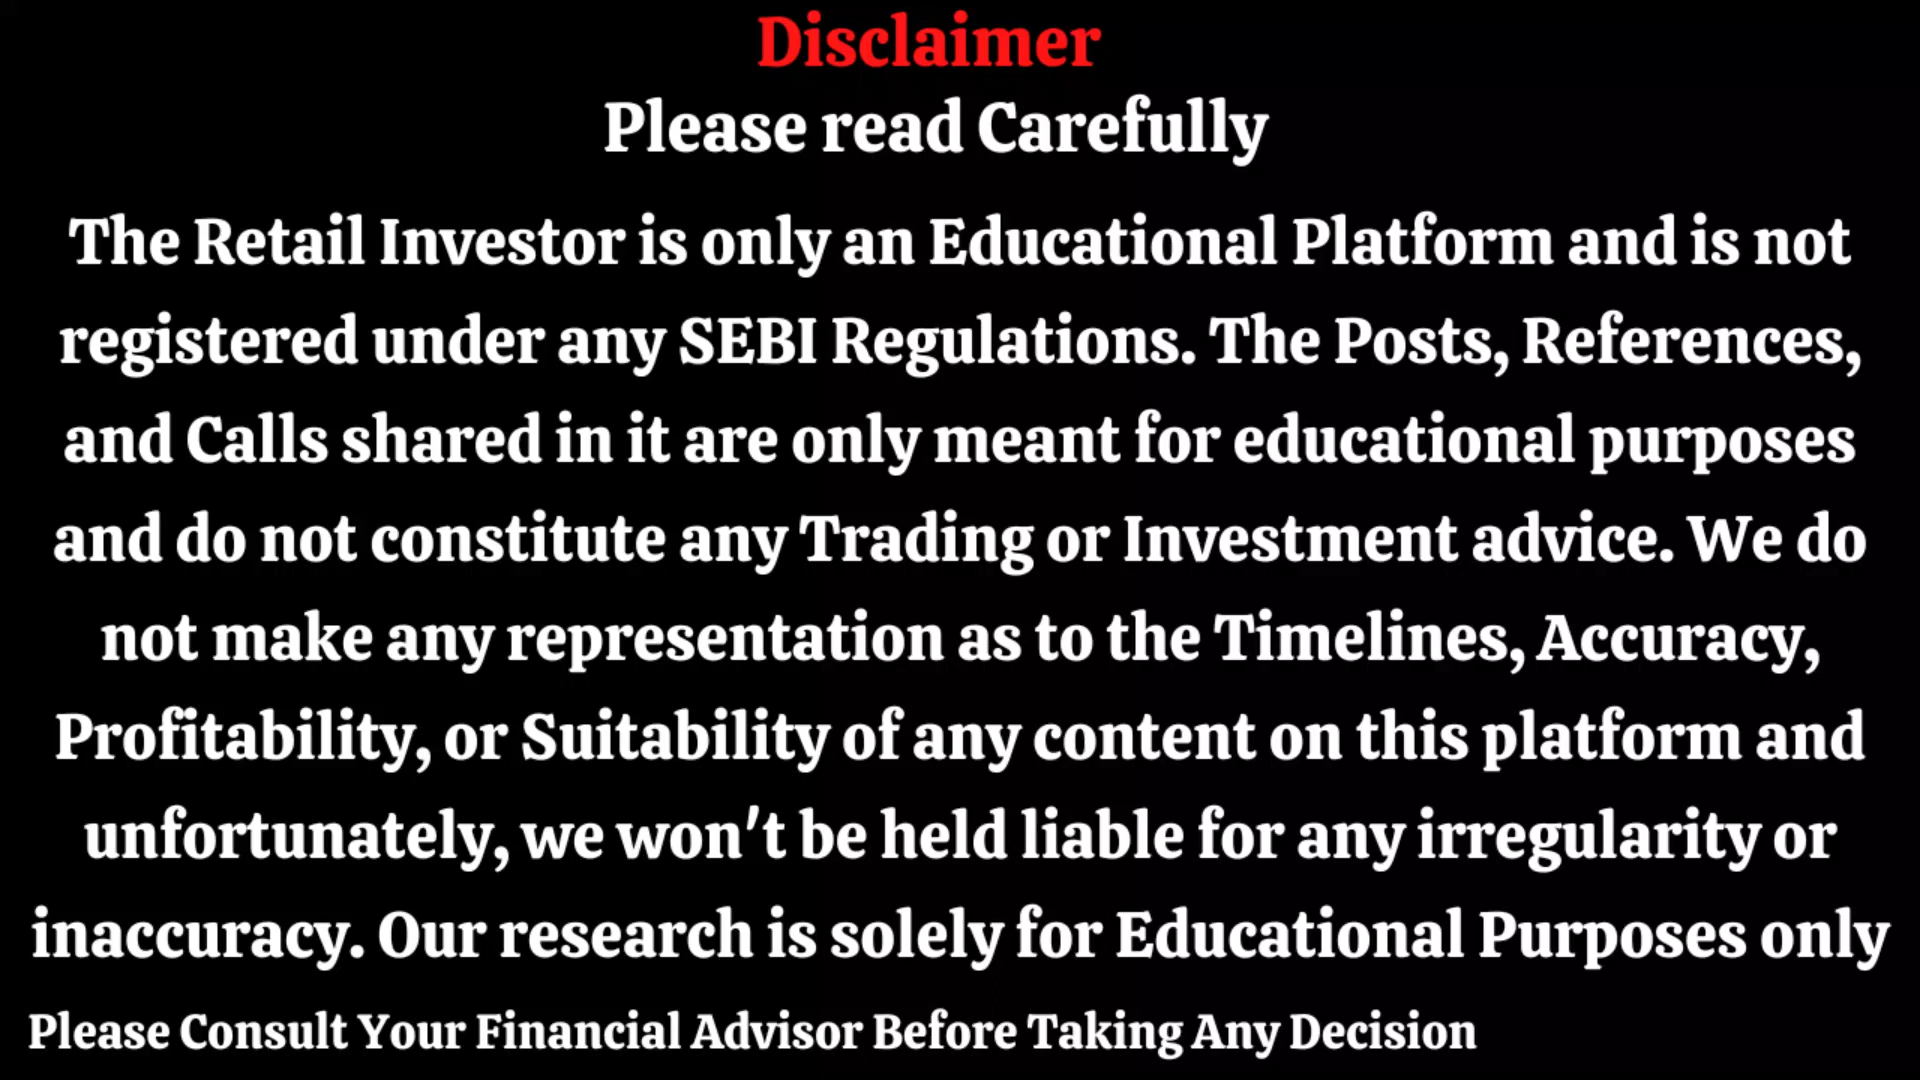 Disclaimer
Please read Carefully
The Retail Investor is only an Educational Platform and is not
registered under any SEBI Regulations. The Posts, References,
and Calls shared in it are only meant for educational purposes
and do not constitute any Trading or Investment advice. We do
not make any representation as to the Timelines, Accuracy,
Profitability, or Suitability of any content on this platform and
unfortunately, we won't be held liable for any irregularity or
inaccuracy. Our research is solely for Educational Purposes only
Please Consult Your Financial Advisor Before Taking Any Decision